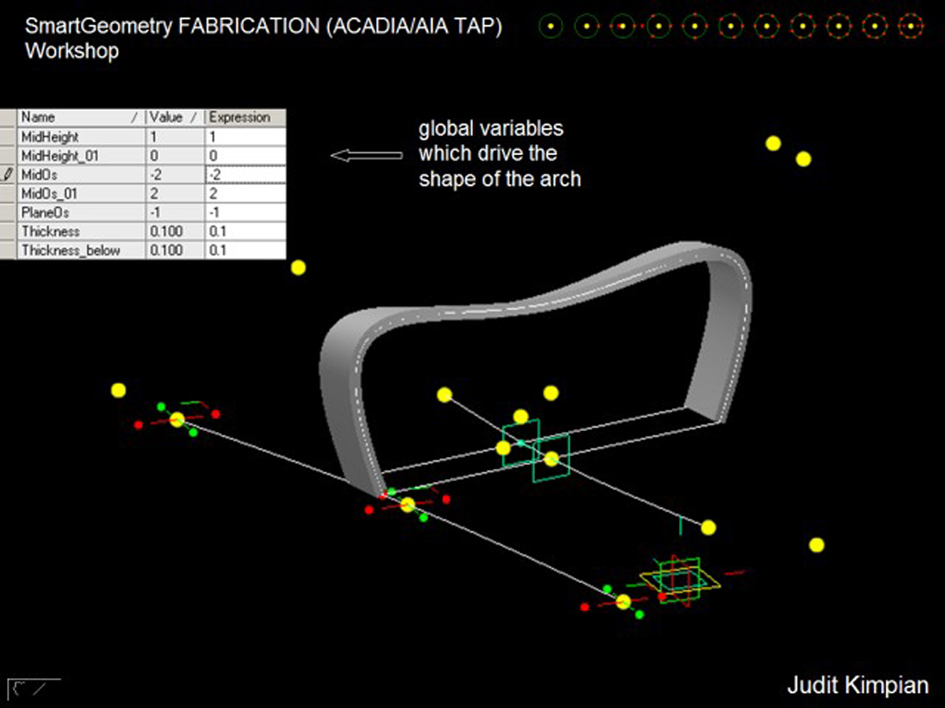 SmartGeometry FABRICATION (ACADIA/AIA TAP)
Workshop
Name / Value / Expression
MidHeight 1 1
MidHeight_01 0 0
MidOs -2 -2
MidOs_01 2 2
PlaneOs -1 -1
Thickness 0.100 0.1
Thickness_below 0.100 0.1
global variables
which drive the
shape of the arch
Judit Kimpian